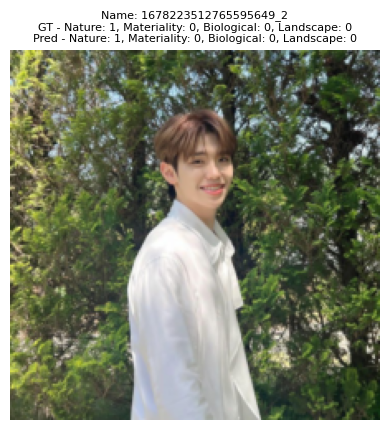 Name: 1678223512765595649_2
GT - Nature: 1, Materiality: 0, Biological: 0, Landscape: 0
Pred - Nature: 1, Materiality: 0, Biological: 0, Landscape: 0